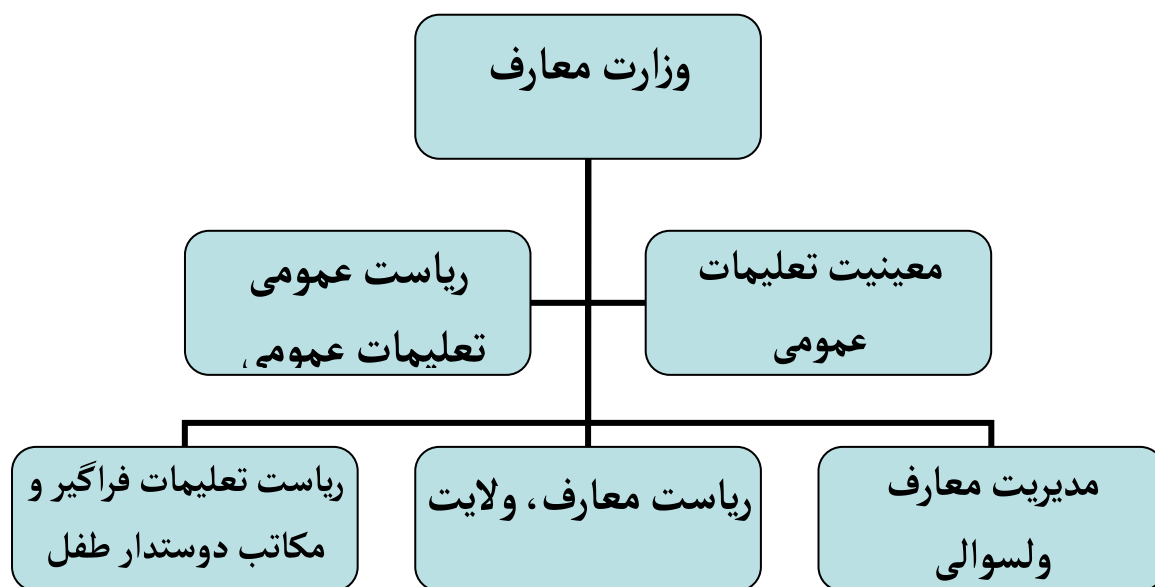 وزارت معارف
معینیت تعلیمات
عمومی
ریاست عمومی
تعلیمات عمومی
مدیریت معارف
ولسوالی
ریاست معارف، ولایت
ریاست تعلیمات فراگیر و
مکاتب دوستدار طفل